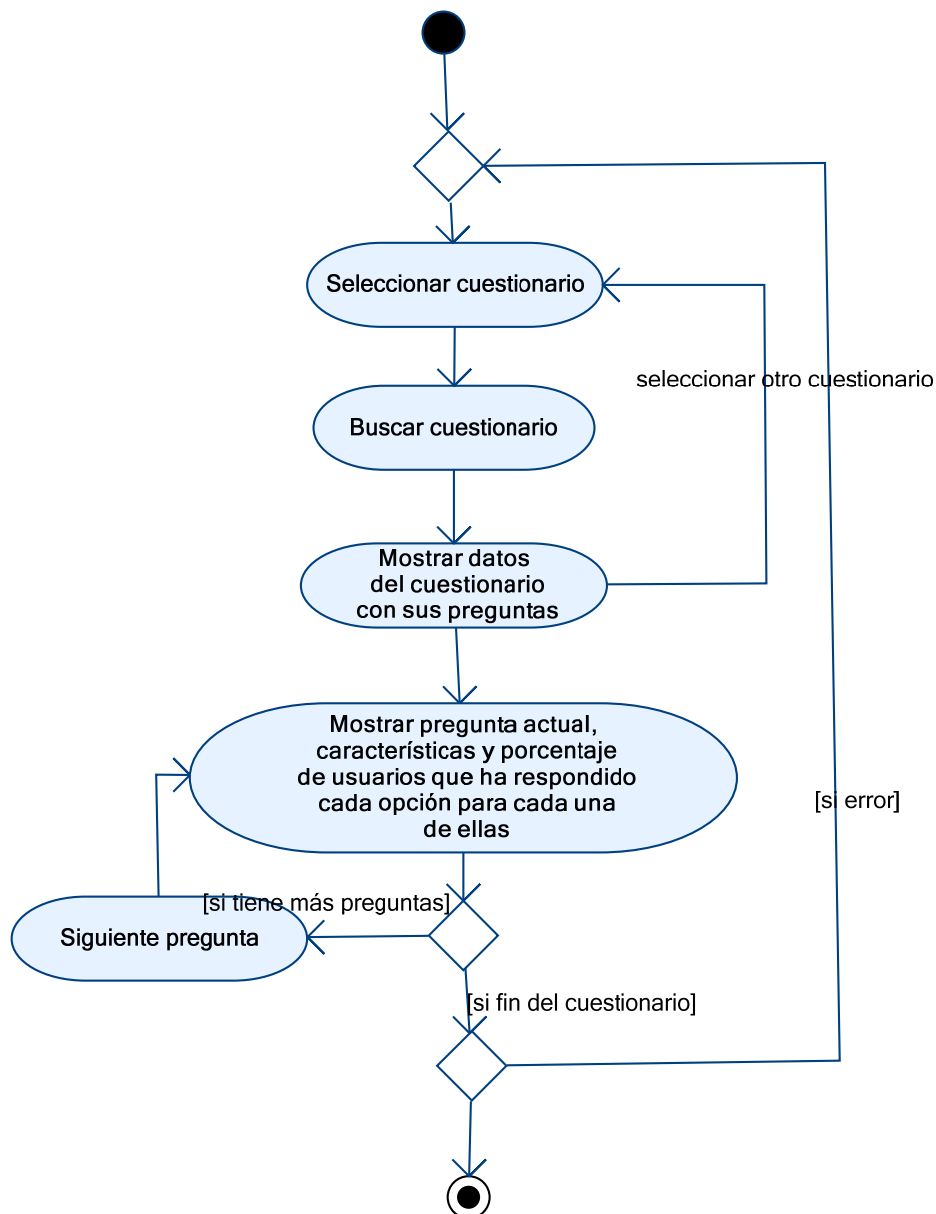 Seleccionar cuestionario
seleccionar otro cuestionario
Buscar cuestionario
Mostrar datos
del cuestionario
con sus preguntas
Mostrar pregunta actual,
características y porcentaje
de usuarios que ha respondido
cada opción para cada una
de ellas
[si error]
[si tiene más preguntas]
Siguiente pregunta
[si fin del cuestionario]